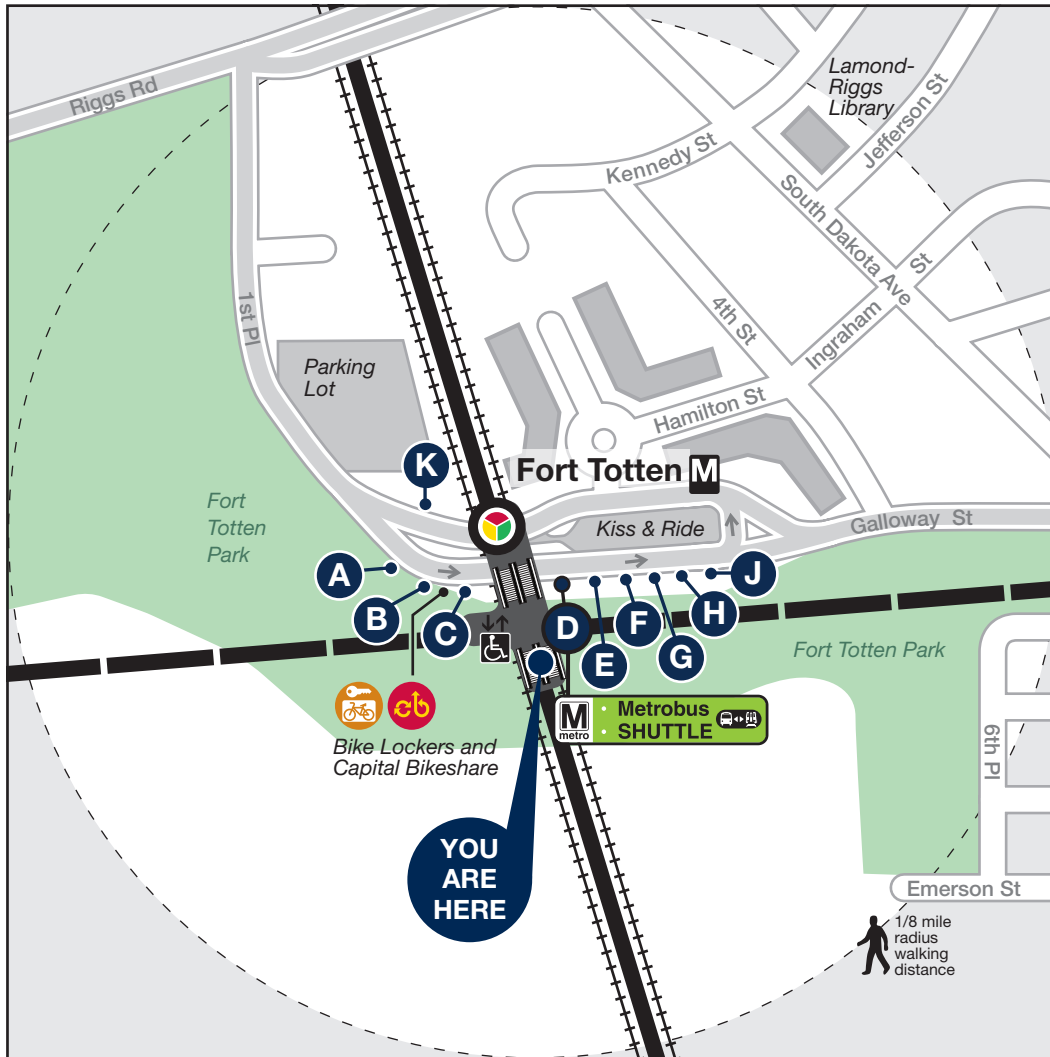 Riggs Rd
Lamond-
Riggs
Library
Jefferson St
Kennedy St
South Dakota Ave
Ingraham St
4th St
1st Pl
Parking
Lot
Hamilton St
K
Fort Totten M
Fort
Totten
Park
Kiss & Ride
Galloway St
A
B
C
D
E
F
G
H
J
Fort Totten Park
M
metro
· Metrobus
· SHUTTLE
Bike Lockers and
Capital Bikeshare
cb
6th Pl
YOU
ARE
HERE
Emerson St
1/8 mile
radius
walking
distance